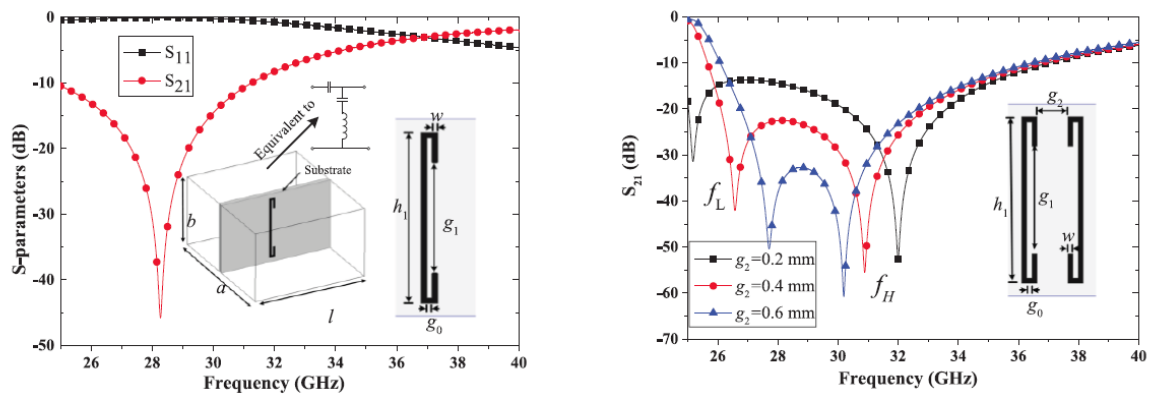 0
-10
-20
-30
-40
-50
S-parameters (dB)
S11
S21
Equivalent to
Substrate
b
a
l
w
h1
g1
g0
26 28 30 32 34 36 38 40
Frequency (GHz)
0
-10
-20
-30
-40
-50
-60
-70
S21 (dB)
fL
fH
g2=0.2 mm
g2=0.4 mm
g2=0.6 mm
g2
h1
g1
w
g0
26 28 30 32 34 36 38 40
Frequency (GHz)